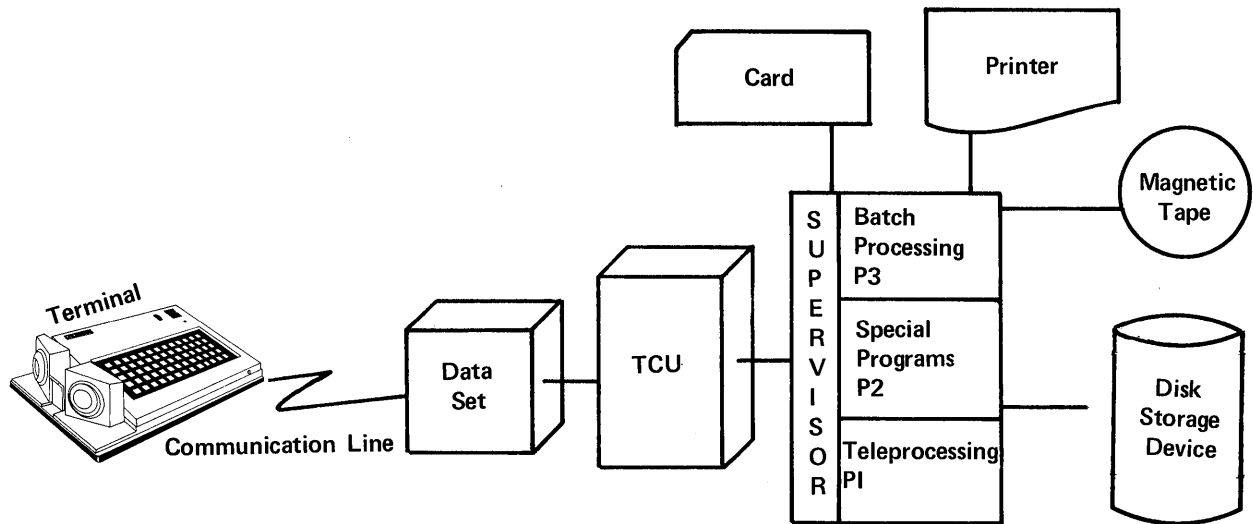 Card
Printer
Magnetic
Tape
SUPERVISOR
Batch
Processing
P3
Special
Programs
P2
Teleprocessing
PI
Terminal
Communication Line
Data
Set
TCU
Disk
Storage
Device